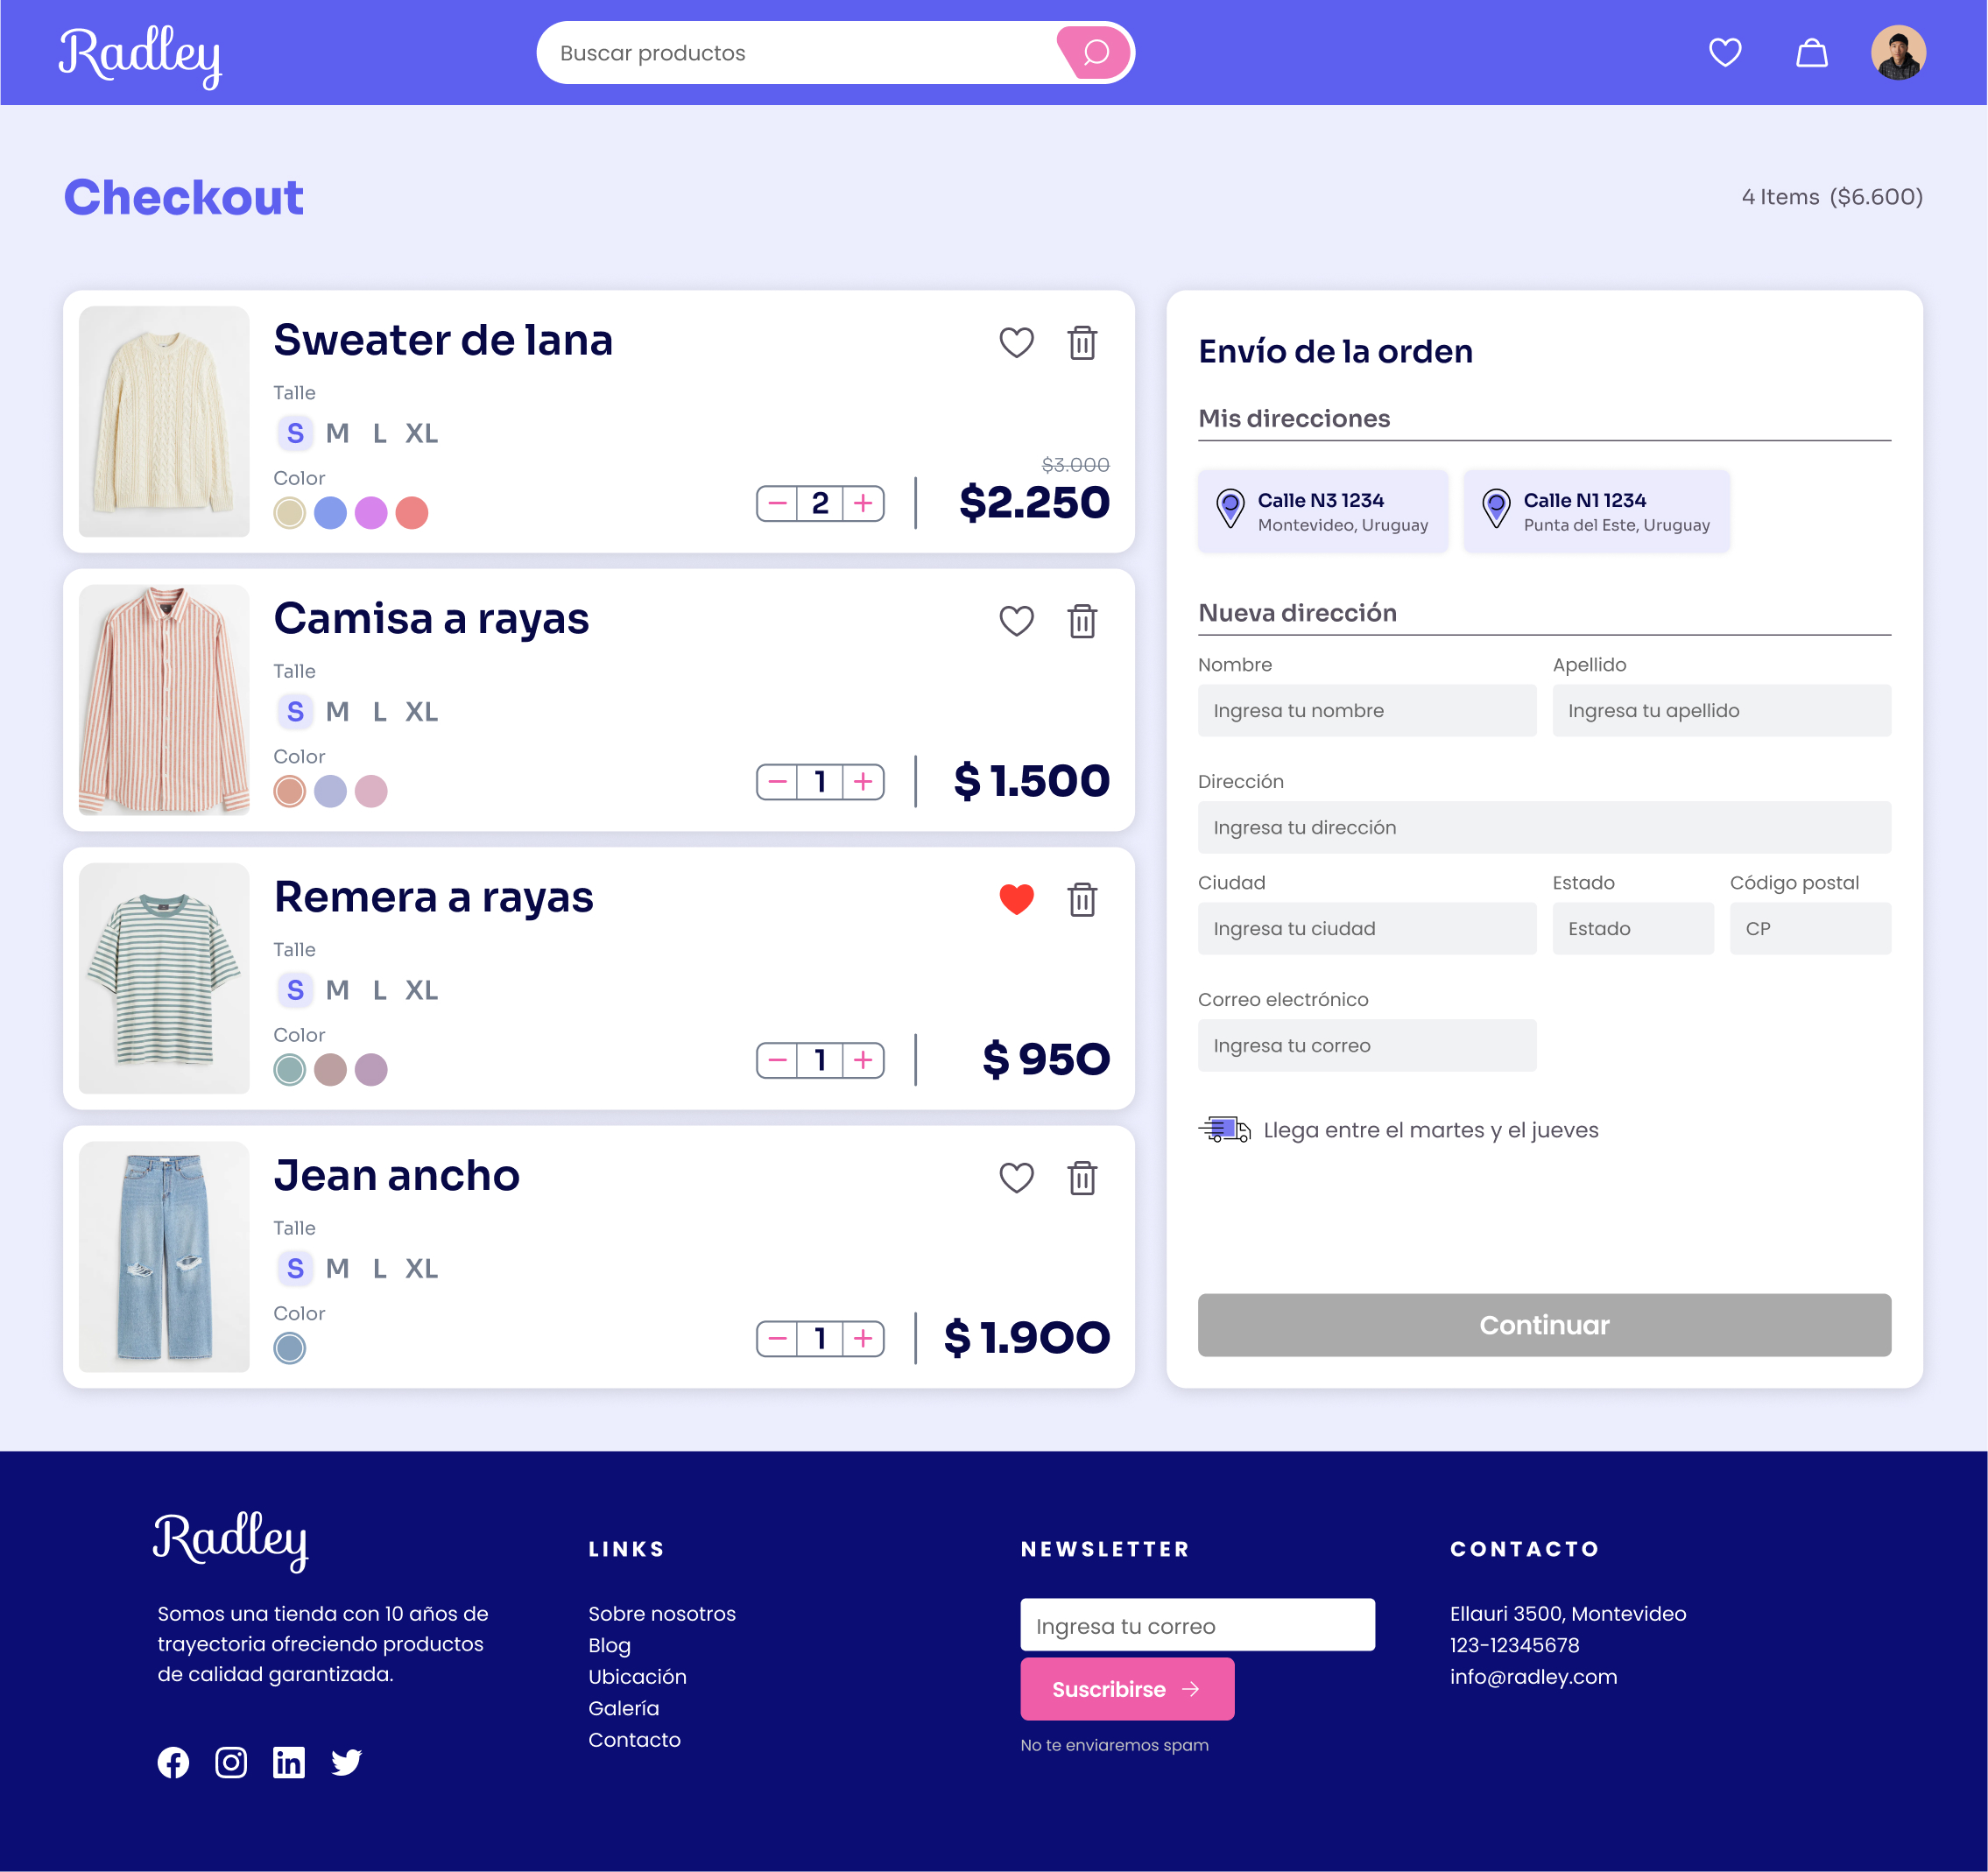 Radley
Buscar productos
Checkout
4 Items ($6.600)
Sweater de lana
Talle
S M L XL
Color
$3.000
2
$2.250
Camisa a rayas
Talle
S M L XL
Color
1
$ 1.500
Remera a rayas
Talle
S M L XL
Color
1
$ 950
Jean ancho
Talle
S M L XL
Color
1
$ 1.900
Envío de la orden
Mis direcciones
Calle N3 1234
Montevideo, Uruguay
Calle N1 1234
Punta del Este, Uruguay
Nueva dirección
Nombre
Ingresa tu nombre
Apellido
Ingresa tu apellido
Dirección
Ingresa tu dirección
Ciudad
Ingresa tu ciudad
Estado
Estado
Código postal
CP
Correo electrónico
Ingresa tu correo
Llega entre el martes y el jueves
Continuar
Radley
Somos una tienda con 10 años de
trayectoria ofreciendo productos
de calidad garantizada.
LINKS
Sobre nosotros
Blog
Ubicación
Galería
Contacto
NEWSLETTER
Ingresa tu correo
Suscribirse
No te enviaremos spam
CONTACTO
Ellauri 3500, Montevideo
123-12345678
info@radley.com